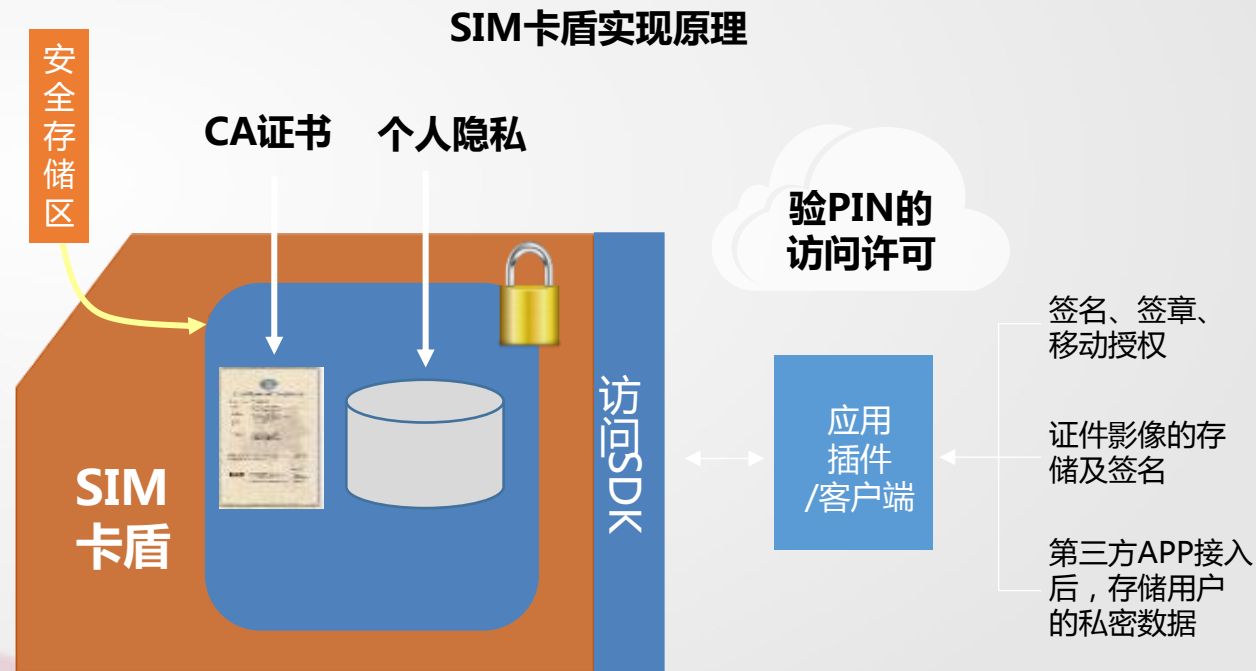 SIM卡盾实现原理
安全存储区
CA证书
个人隐私
验PIN的
访问许可
SIM
卡盾
访问SDK
应用
插件
/客户端
签名、签章、
移动授权
证件影像的存
储及签名
第三方APP接入
后，存储用户
的私密数据